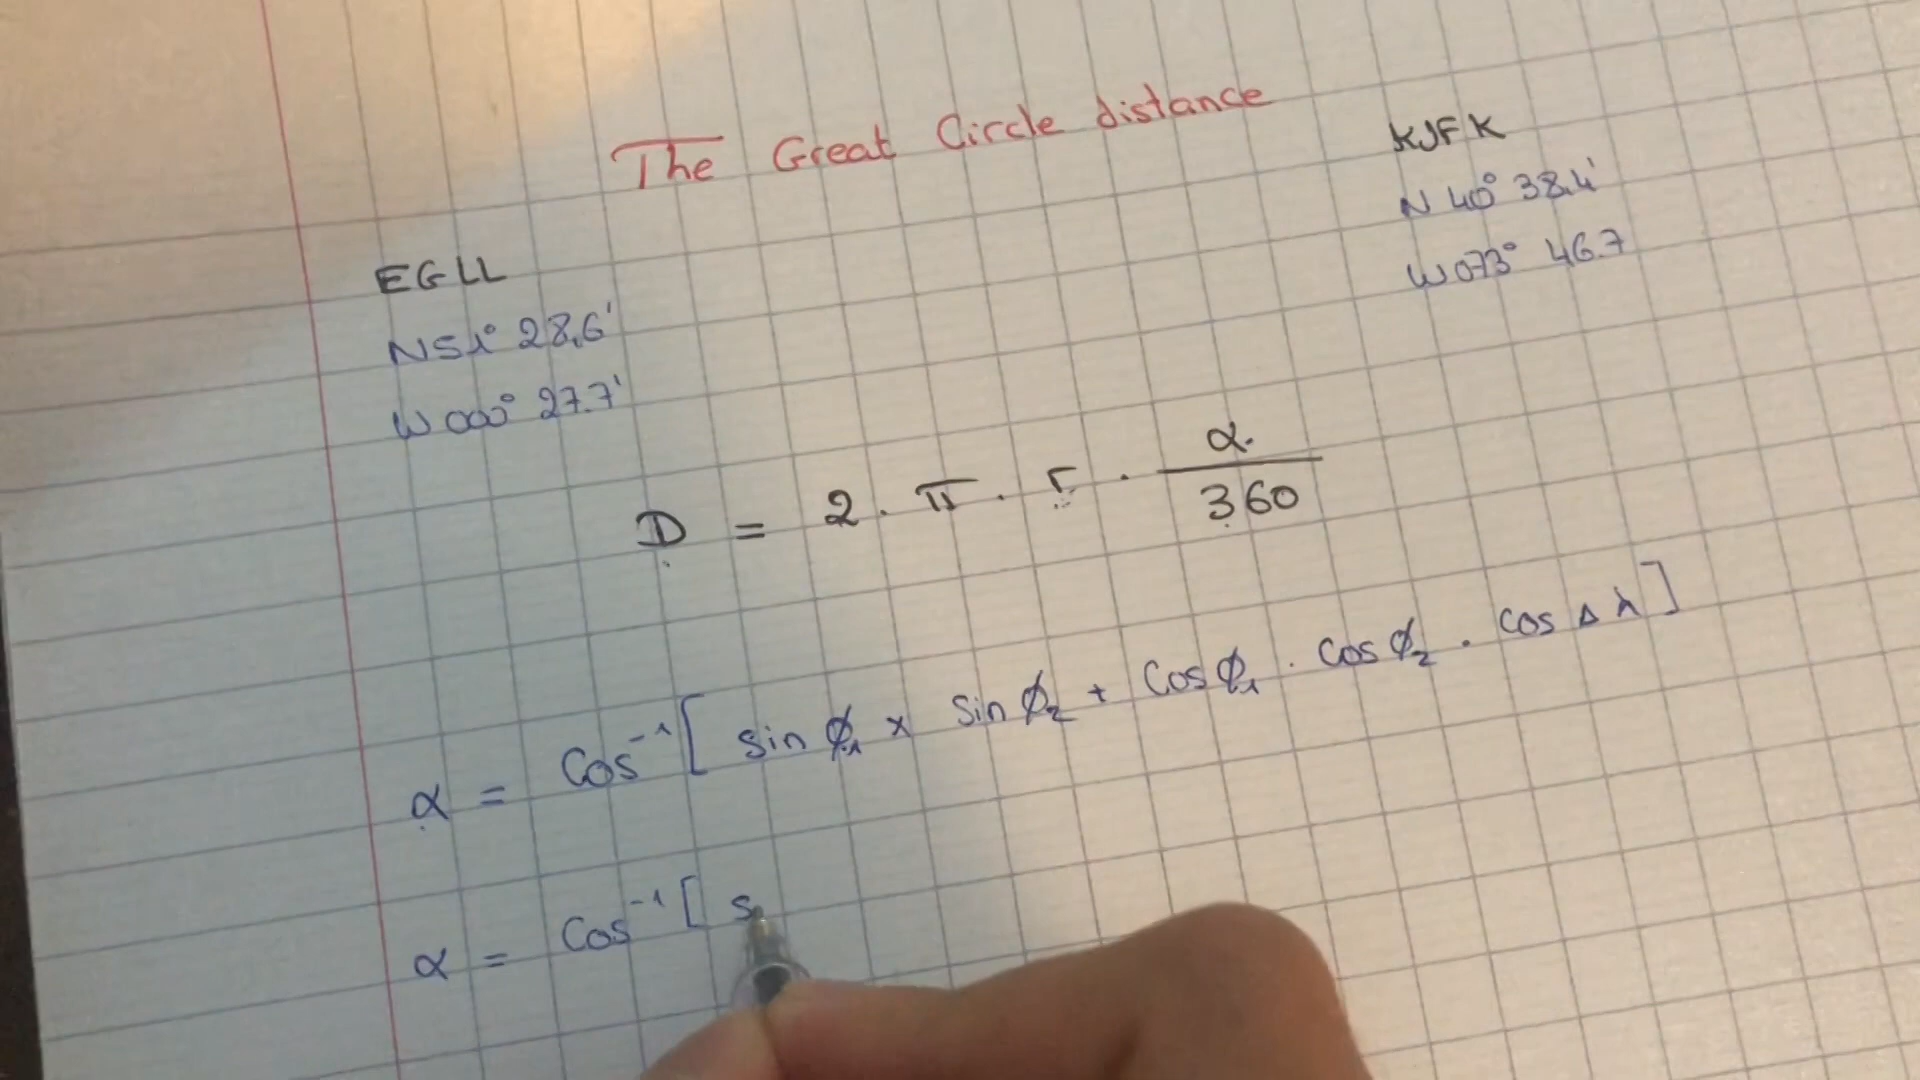 The Great Circle distance
KJFK
N 40° 38.4'
W 073° 46.7
EGLL
N51° 28.6'
W 000° 27.7'
D = 2 . π . r . α / 360
α = Cos⁻¹ [ sin ϕ₁ x sin ϕ₂ + Cos ϕ₁ . Cos ϕ₂ . Cos Δ λ ]
α = Cos⁻¹ [ s